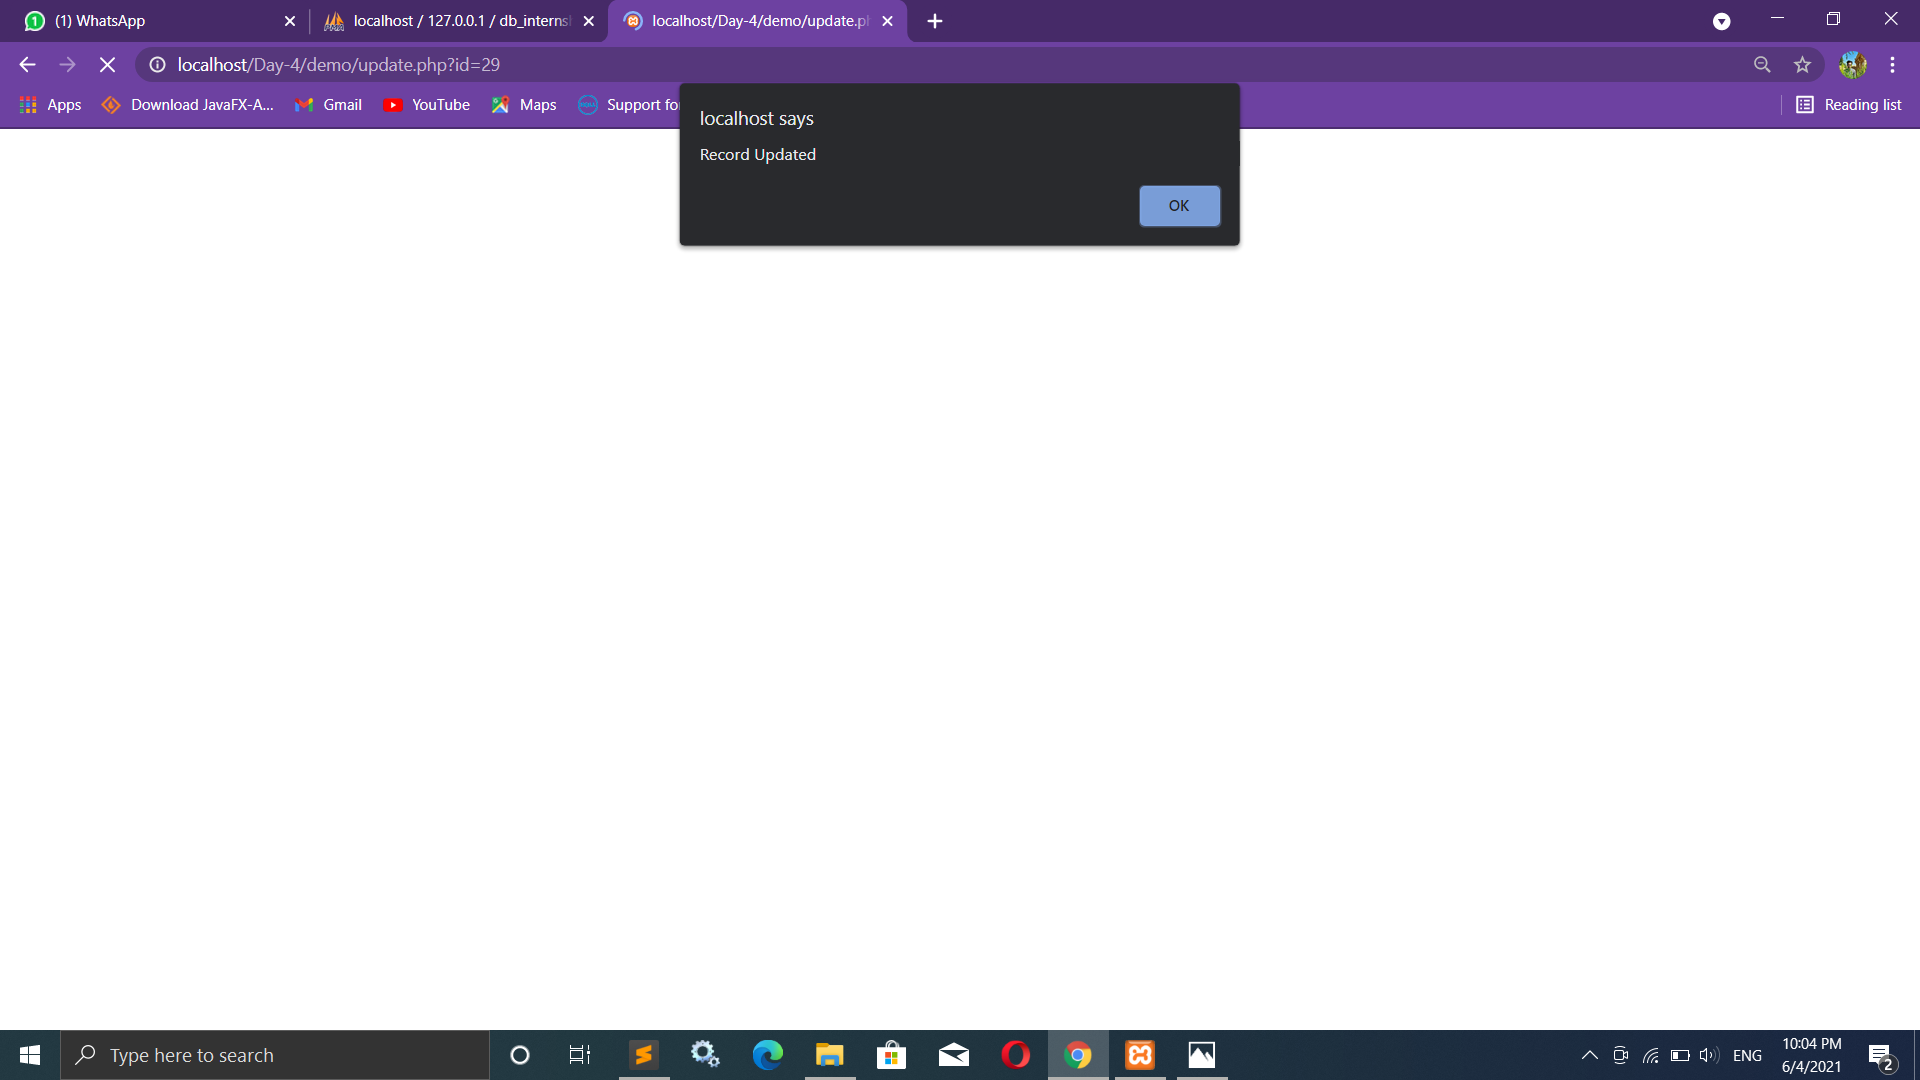 (1) WhatsApp
localhost / 127.0.0.1 / db_interns
localhost/Day-4/demo/update.ph
localhost/Day-4/demo/update.php?id=29
Apps
Download JavaFX-A...
Gmail
YouTube
Maps
Support fo
Reading list
localhost says
Record Updated
OK
Type here to search
ENG
10:04 PM
6/4/2021
2